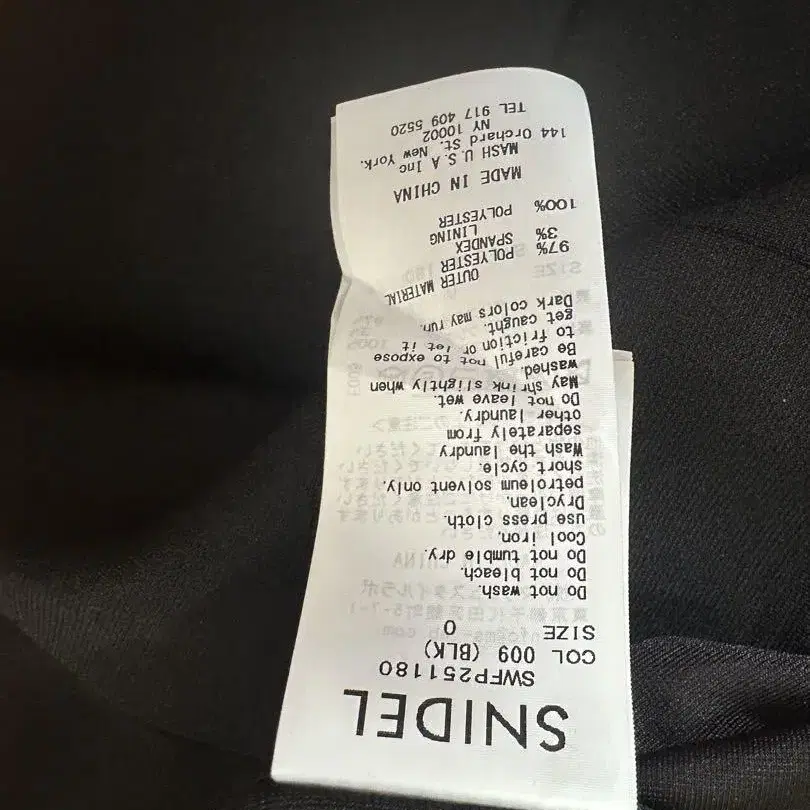 SNIDEL
SWFP251180
COL 009 (BLK)
SIZE 0
Do not wash.
Do not bleach.
Do not tumble dry.
Cool iron,
use press cloth.
Dryclean.
petroleum solvent only.
short cycle.
Wash the laundry
separately from
other laundry.
Do not leave wet.
May shrink slightly when
washed.
Be careful not to expose
to friction or let it
get caught.
Dark colors may run.
OUTER MATERIAL
97% POLYESTER
3% SPANDEX
LINING
100% POLYESTER
MADE IN CHINA
MASH U.S.A Inc
144 Orchard St. New York.
NY 10002
TEL 917 409 5520